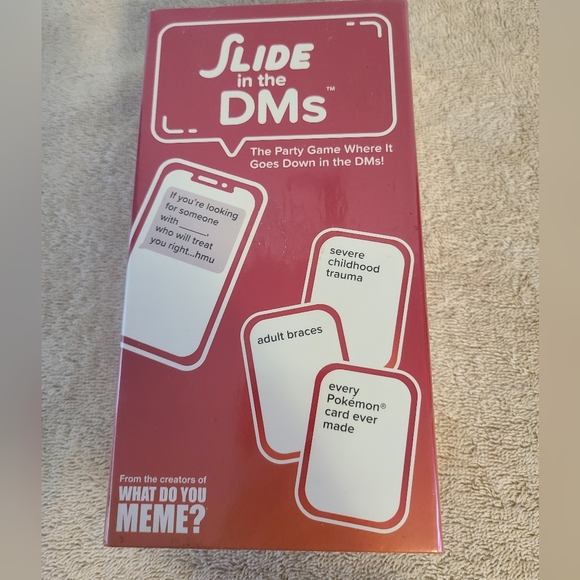 SLIDE
in the
DMs™
The Party Game Where It
Goes Down in the DMs!
If you're looking
for someone
with ______,
who will treat
you right...hmu
severe
childhood
trauma
adult braces
every
Pokémon®
card ever
made
From the creators of
WHAT DO YOU
MEME?